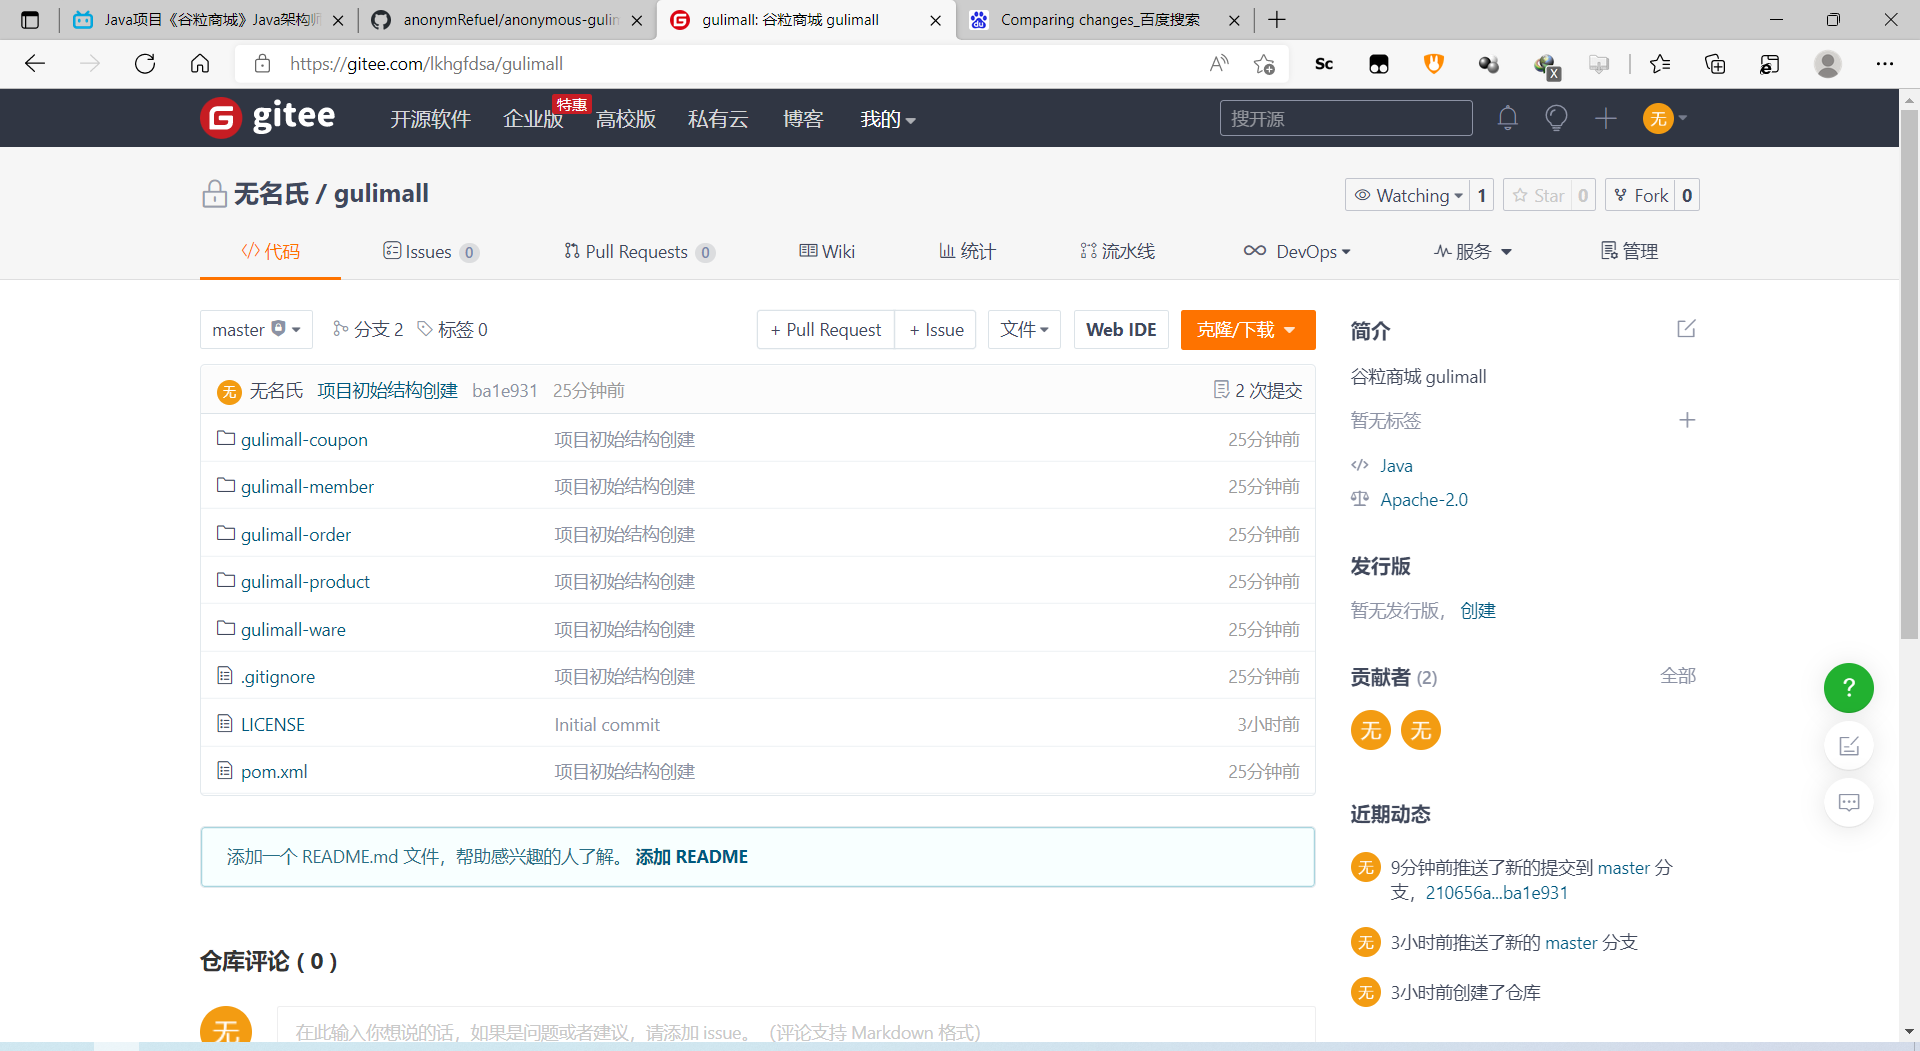 Java项目《谷粒商城》Java架构师
anonymRefuel/anonymous-gulin
gulimall: 谷粒商城 gulimall
Comparing changes_百度搜索
https://gitee.com/lkhgfdsa/gulimall
Sc
X
G gitee
开源软件
企业版
特惠
高校版
私有云
博客
我的
搜开源
无
无名氏 / gulimall
Watching 1
Star 0
Fork 0
代码
Issues 0
Pull Requests 0
Wiki
统计
流水线
DevOps
服务
管理
master
分支 2
标签 0
+ Pull Request
+ Issue
文件
Web IDE
克隆/下载
无 无名氏 项目初始结构创建 ba1e931 25分钟前 2 次提交
gulimall-coupon 项目初始结构创建 25分钟前
gulimall-member 项目初始结构创建 25分钟前
gulimall-order 项目初始结构创建 25分钟前
gulimall-product 项目初始结构创建 25分钟前
gulimall-ware 项目初始结构创建 25分钟前
.gitignore 项目初始结构创建 25分钟前
LICENSE Initial commit 3小时前
pom.xml 项目初始结构创建 25分钟前
添加一个 README.md 文件，帮助感兴趣的人了解。 添加 README
仓库评论 ( 0 )
无
在此输入你想说的话，如果是问题或者建议，请添加 issue。（评论支持 Markdown 格式）
简介
谷粒商城 gulimall
暂无标签
Java
Apache-2.0
发行版
暂无发行版， 创建
贡献者 (2) 全部
无 无
近期动态
无 9分钟前推送了新的提交到 master 分
支，210656a...ba1e931
无 3小时前推送了新的 master 分支
无 3小时前创建了仓库
?